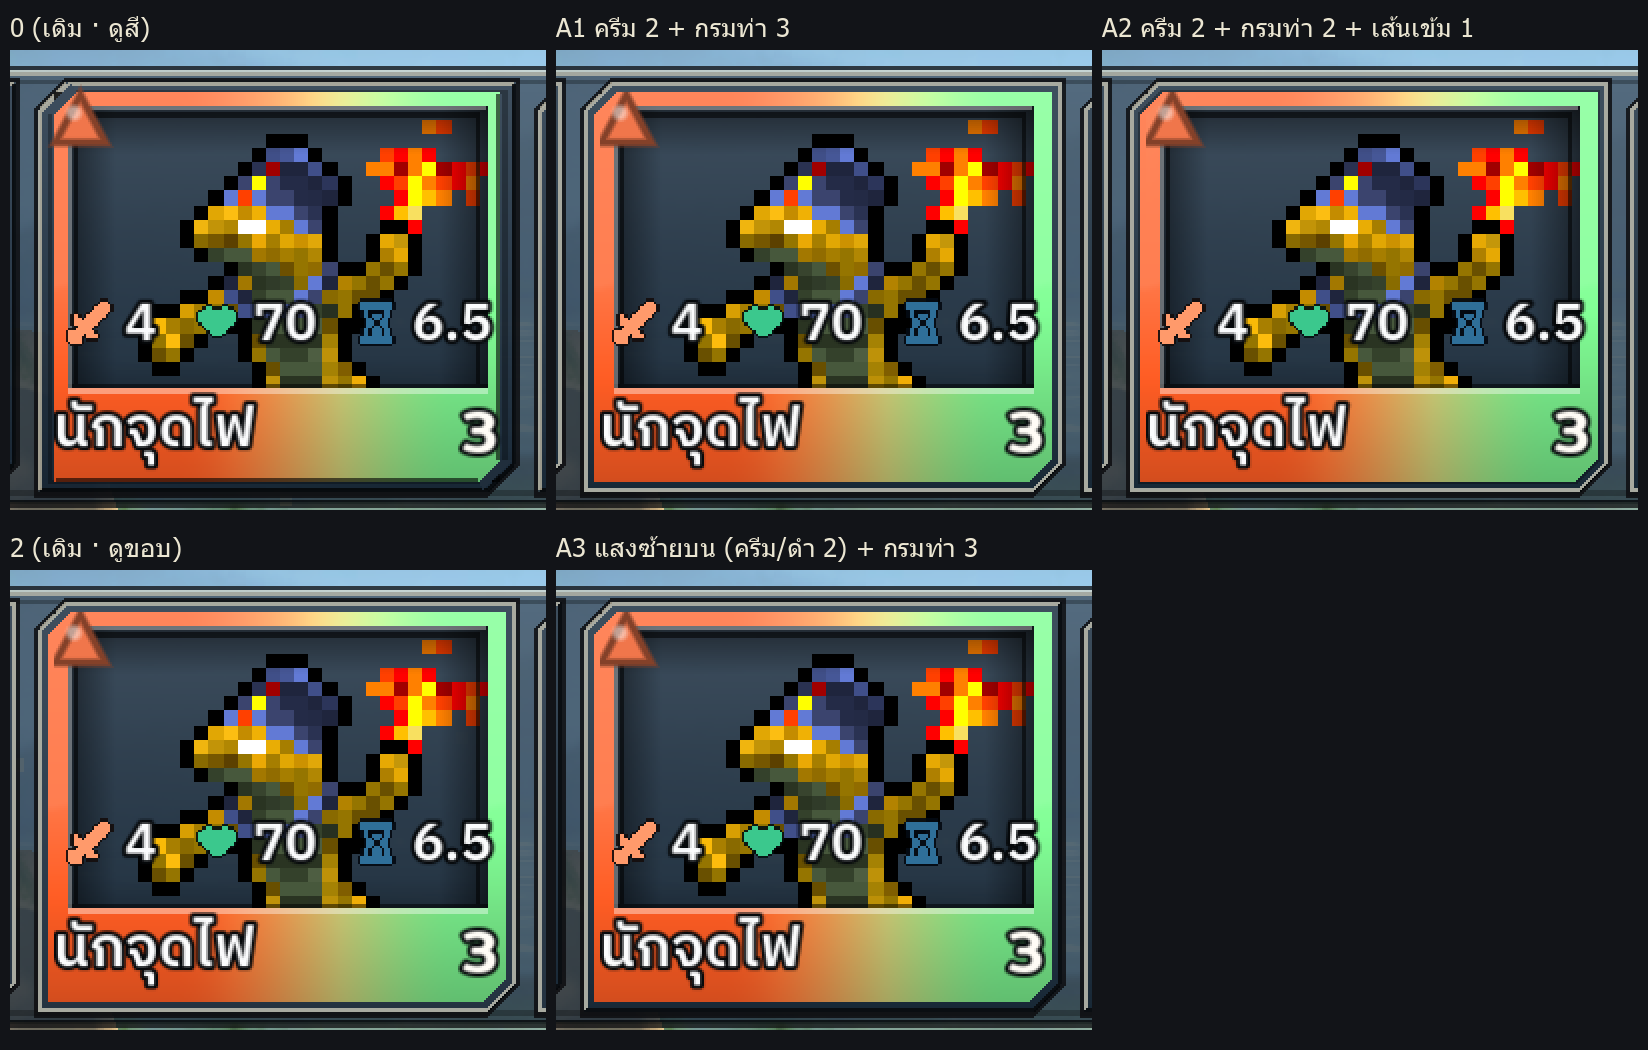 0 (เดิม · ดูสี)
A1 ครีม 2 + กรมท่า 3
A2 ครีม 2 + กรมท่า 2 + เส้นเข้ม 1
4 70 6.5
นักจุดไฟ 3
4 70 6.5
นักจุดไฟ 3
4 70 6.5
นักจุดไฟ 3
2 (เดิม · ดูขอบ)
A3 แสงซ้ายบน (ครีม/ดำ 2) + กรมท่า 3
4 70 6.5
นักจุดไฟ 3
4 70 6.5
นักจุดไฟ 3